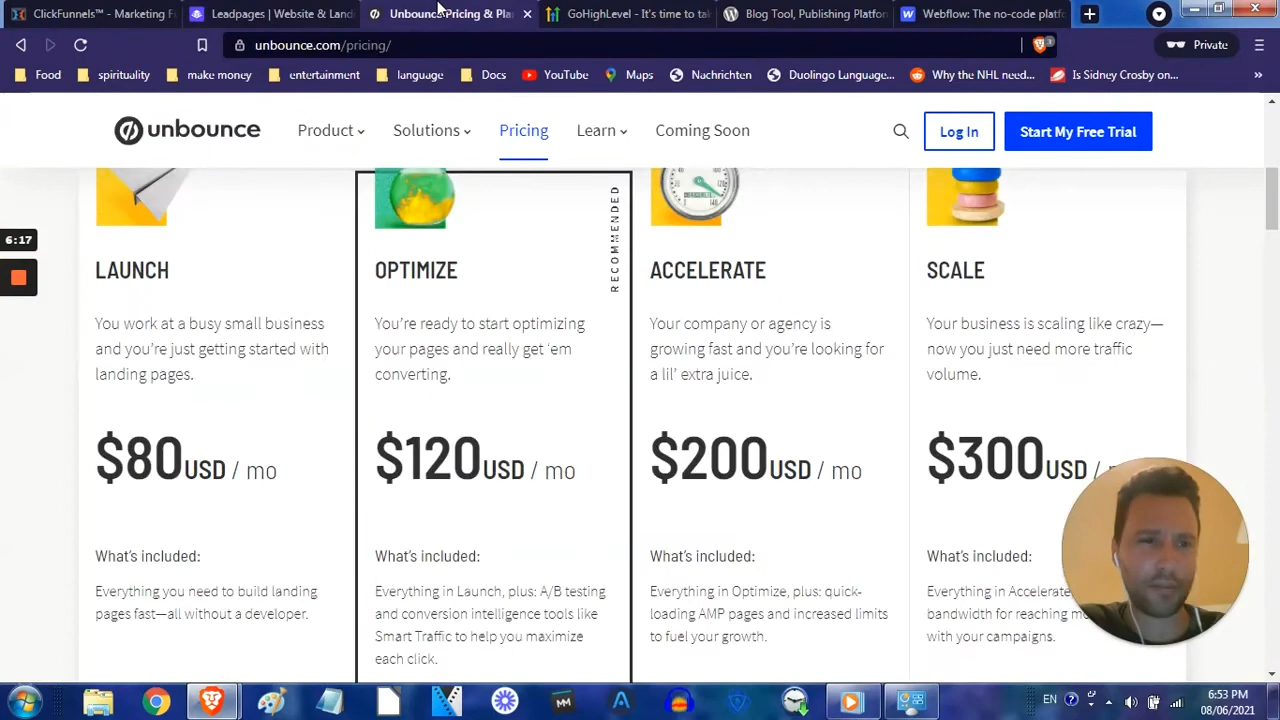 ClickFunnels™ - Marketing F
Leadpages | Website & Land
Unbounce Pricing & Pla
GoHighLevel - It's time to tak
Blog Tool, Publishing Platfor
Webflow: The no-code platfo
unbounce.com/pricing/
3
Private
Food
spirituality
make money
entertainment
language
Docs
YouTube
Maps
Nachrichten
Duolingo Language...
Why the NHL need...
Is Sidney Crosby on...
»
unbounce
Product
Solutions
Pricing
Learn
Coming Soon
Log In
Start My Free Trial
6:17
RECOMMENDED
LAUNCH
You work at a busy small business
and you're just getting started with
landing pages.
$80USD / mo
What's included:
Everything you need to build landing
pages fast—all without a developer.
OPTIMIZE
You're ready to start optimizing
your pages and really get 'em
converting.
$120USD / mo
What's included:
Everything in Launch, plus: A/B testing
and conversion intelligence tools like
Smart Traffic to help you maximize
each click.
ACCELERATE
Your company or agency is
growing fast and you're looking for
a lil' extra juice.
$200USD / mo
What's included:
Everything in Optimize, plus: quick-
loading AMP pages and increased limits
to fuel your growth.
SCALE
Your business is scaling like crazy—
now you just need more traffic
volume.
$300USD /
What's included:
Everything in Accelerate,
bandwidth for reaching
with your campaigns.
EN
6:53 PM
08/06/2021